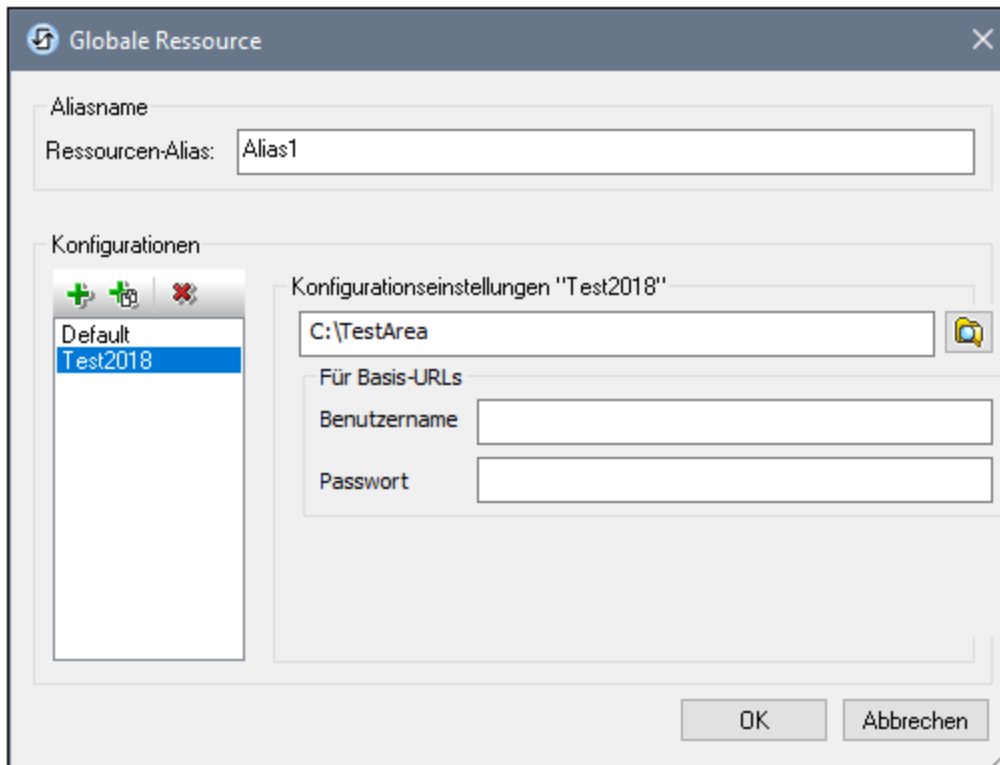 Globale Ressource
Aliasname
Ressourcen-Alias: Alias1
Konfigurationen
Konfigurationseinstellungen "Test2018"
Default
C:\TestArea
Test2018
Für Basis-URLs
Benutzername
Passwort
OK Abbrechen